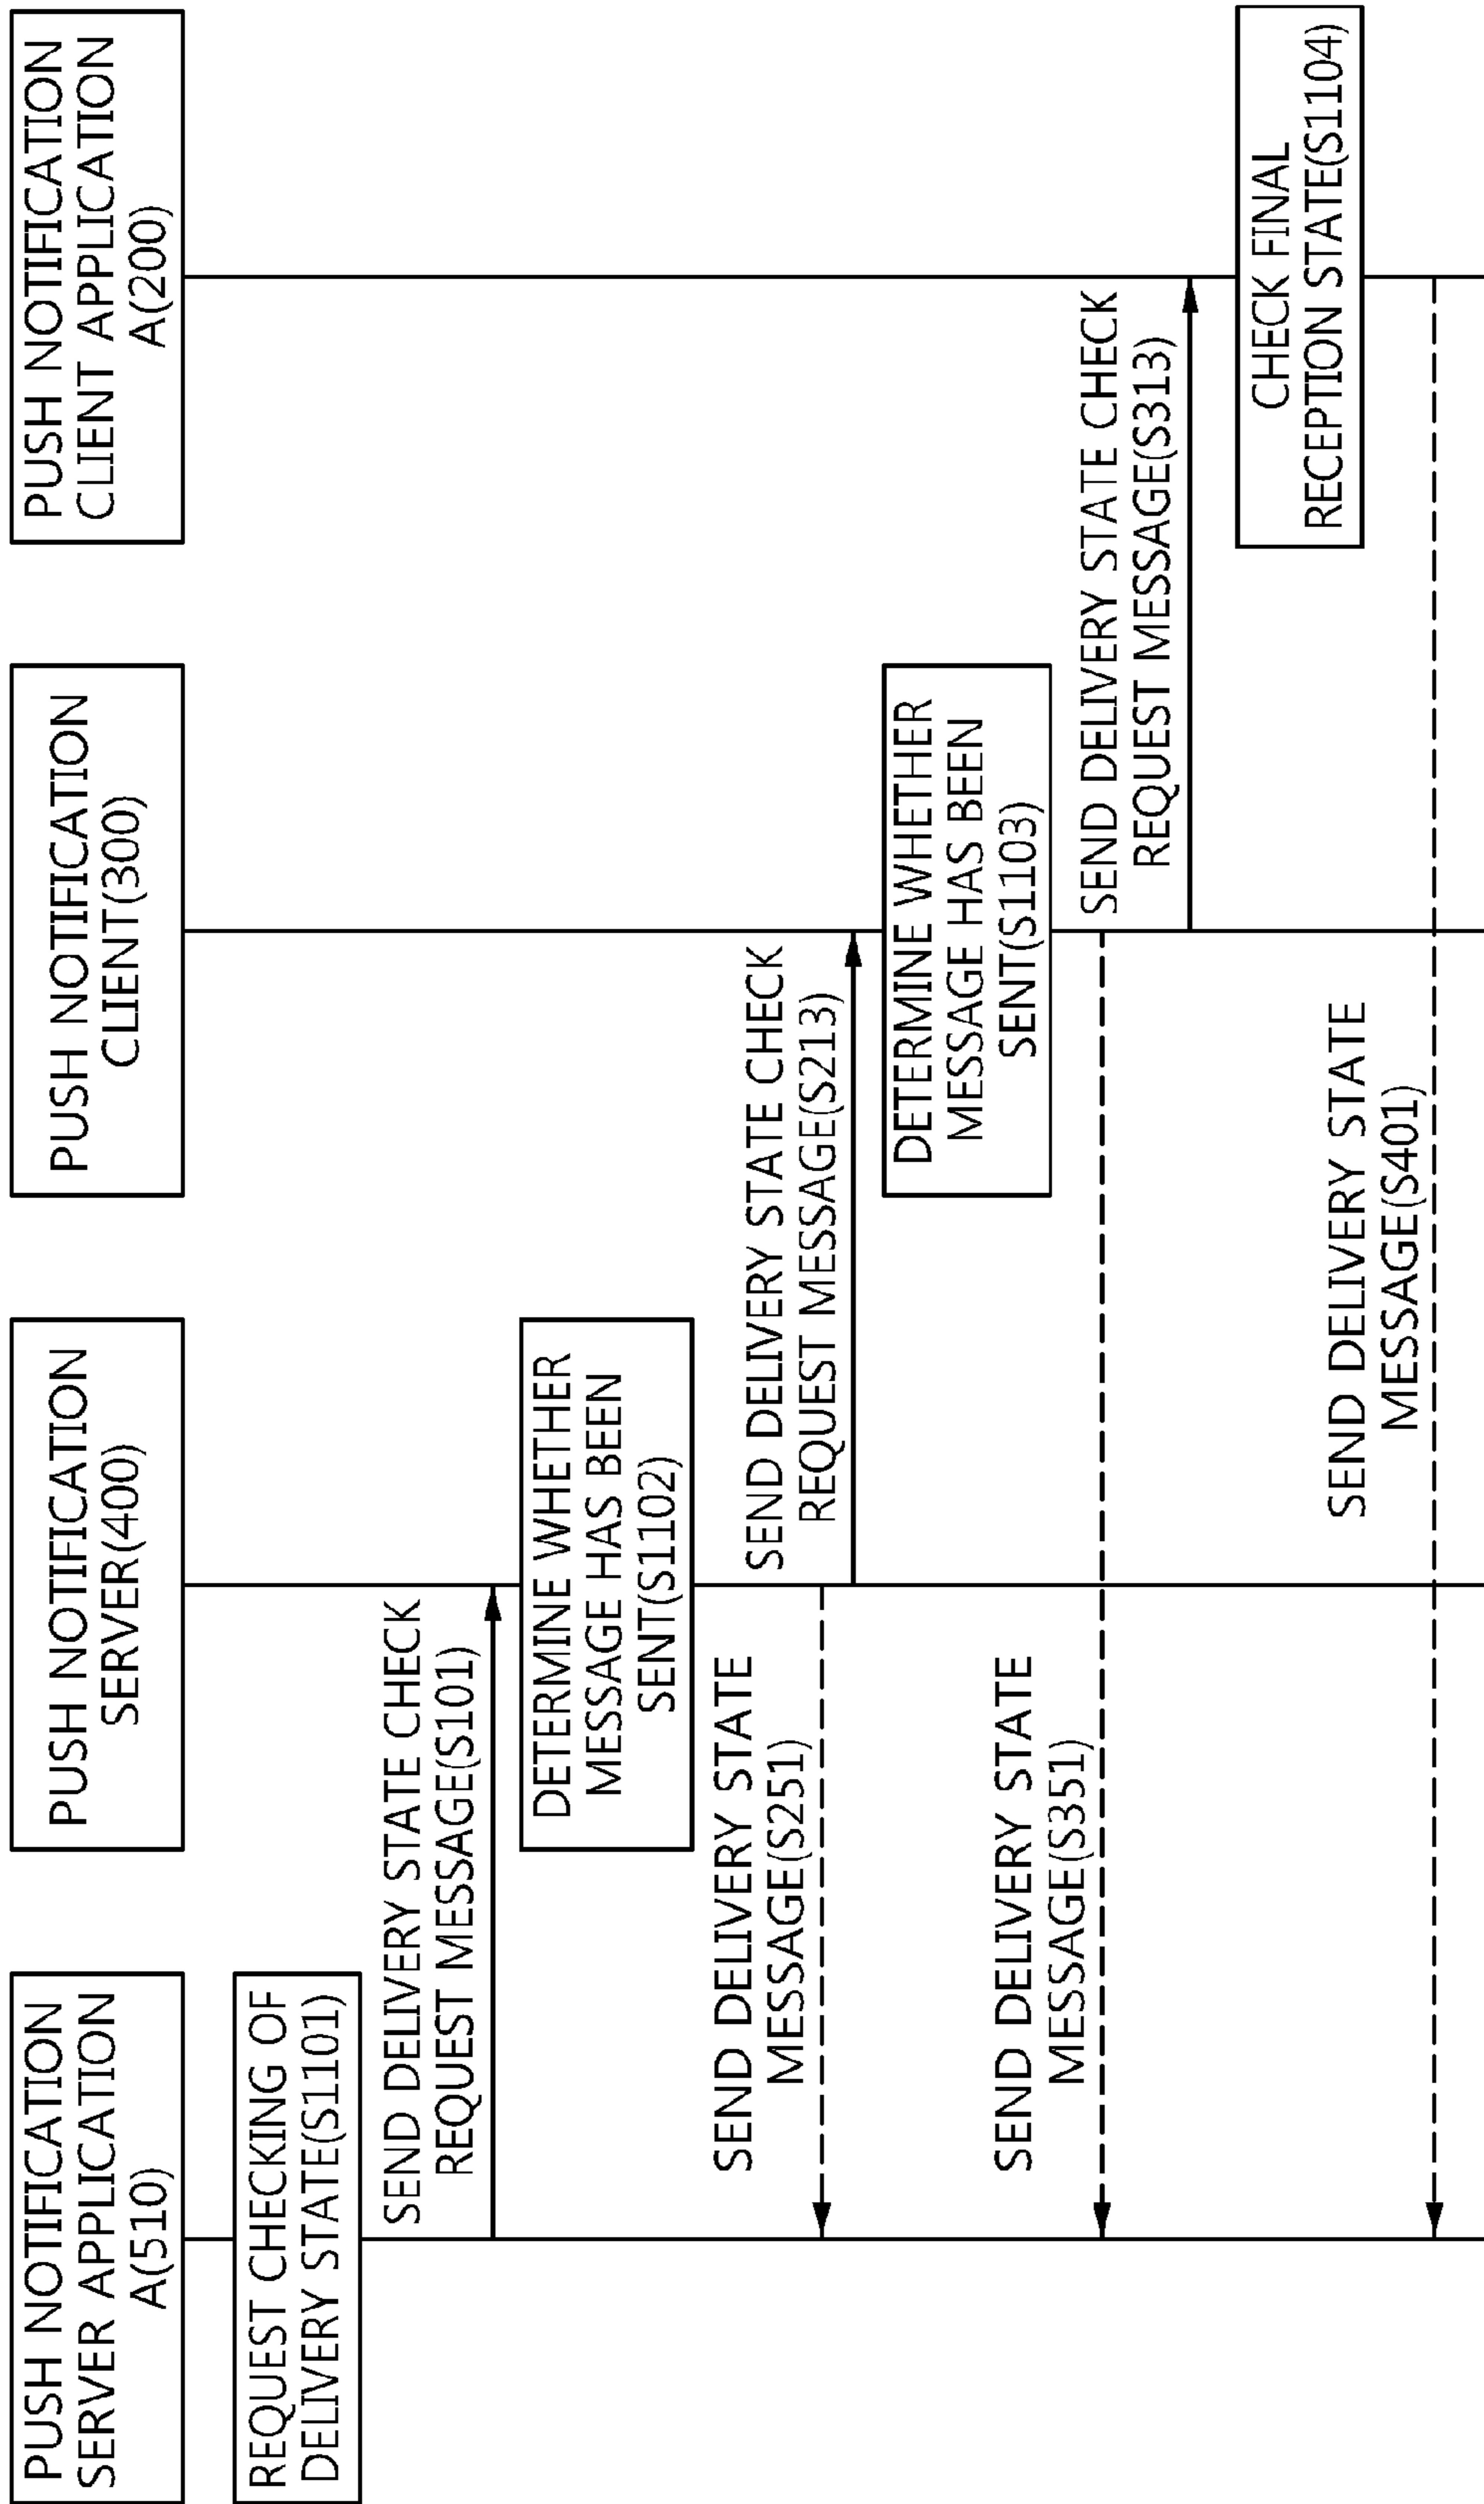 PUSH NOTIFICATION
SERVER APPLICATION
A(510)
PUSH NOTIFICATION
SERVER(400)
PUSH NOTIFICATION
CLIENT(300)
PUSH NOTIFICATION
CLIENT APPLICATION
A(200)
REQUEST CHECKING OF
DELIVERY STATE(S1101)
SEND DELIVERY STATE CHECK
REQUEST MESSAGE(S101)
DETERMINE WHETHER
MESSAGE HAS BEEN
SENT(S1102)
SEND DELIVERY STATE
MESSAGE(S251)
SEND DELIVERY STATE CHECK
REQUEST MESSAGE(S213)
DETERMINE WHETHER
MESSAGE HAS BEEN
SENT(S1103)
SEND DELIVERY STATE
MESSAGE(S351)
SEND DELIVERY STATE CHECK
REQUEST MESSAGE(S313)
CHECK FINAL
RECEPTION STATE(S1104)
SEND DELIVERY STATE
MESSAGE(S401)